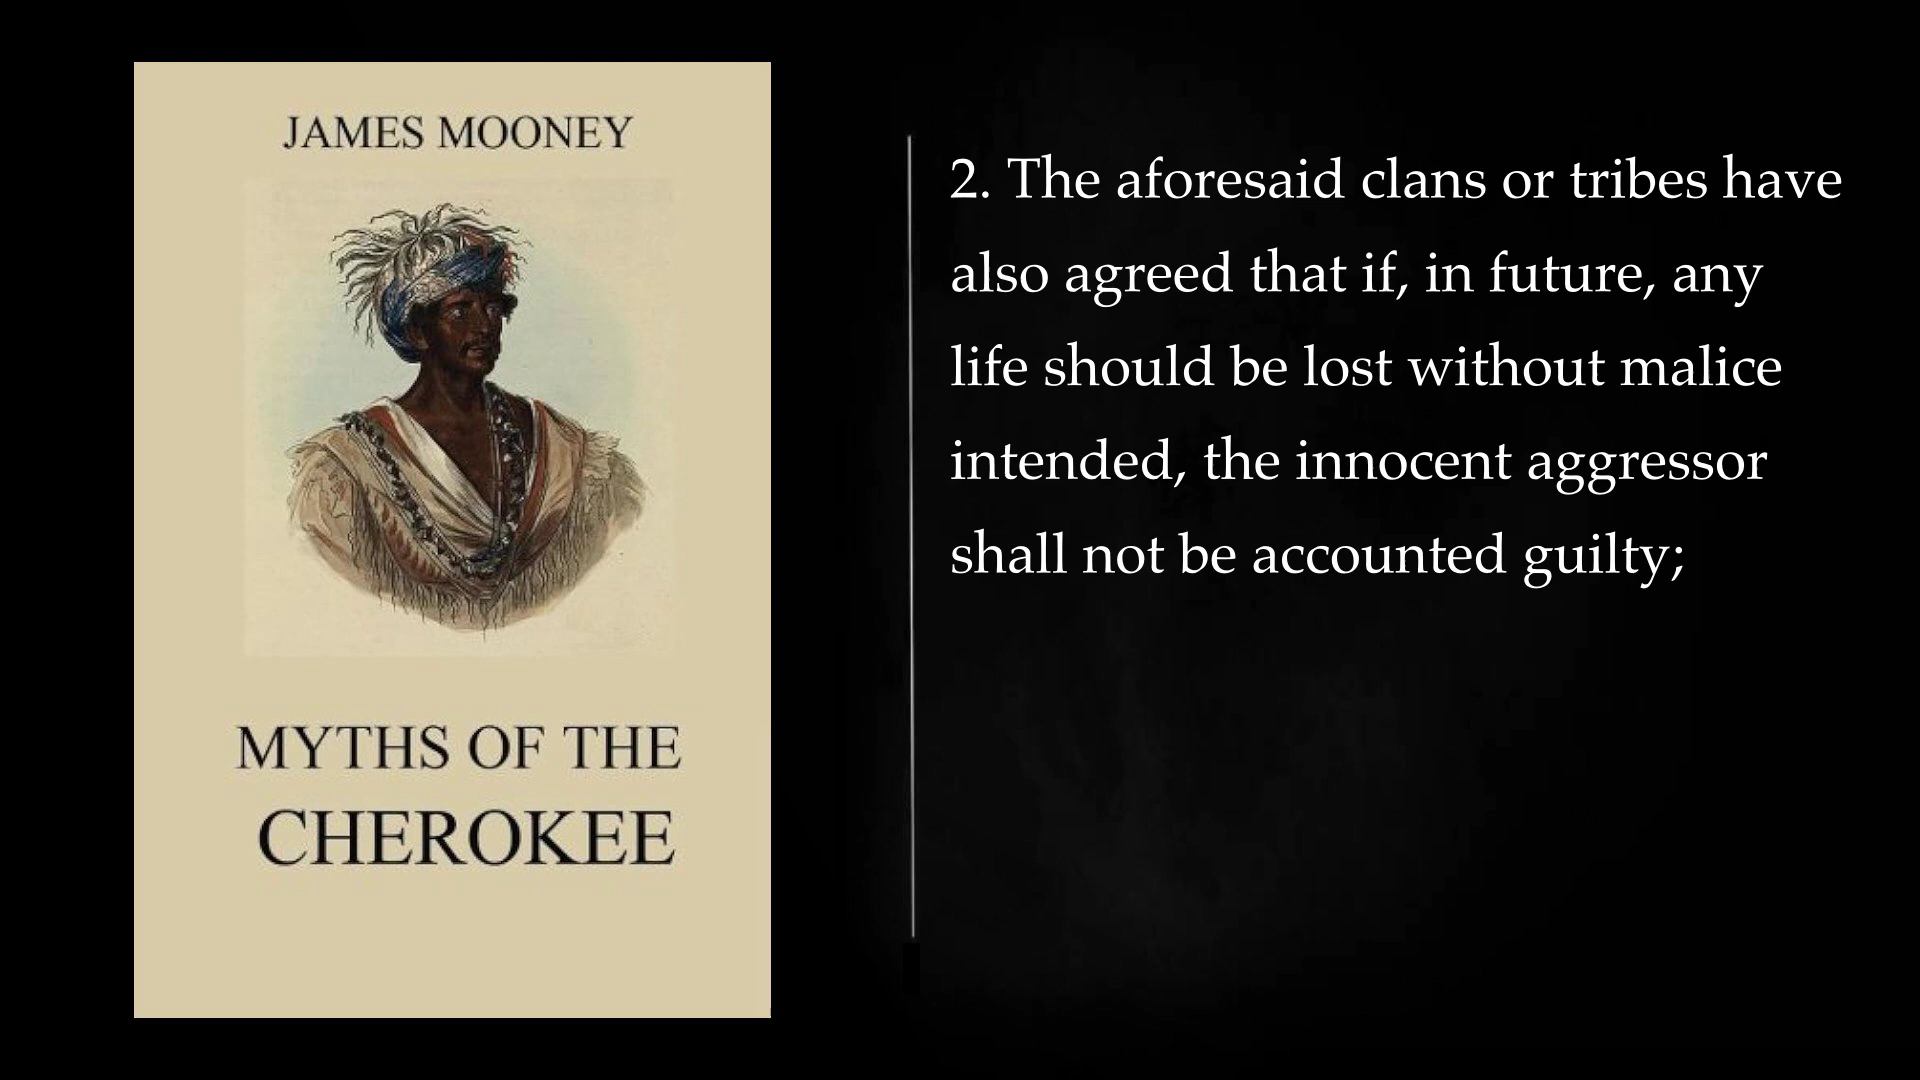 JAMES MOONEY
MYTHS OF THE
CHEROKEE
2. The aforesaid clans or tribes have
also agreed that if, in future, any
life should be lost without malice
intended, the innocent aggressor
shall not be accounted guilty;